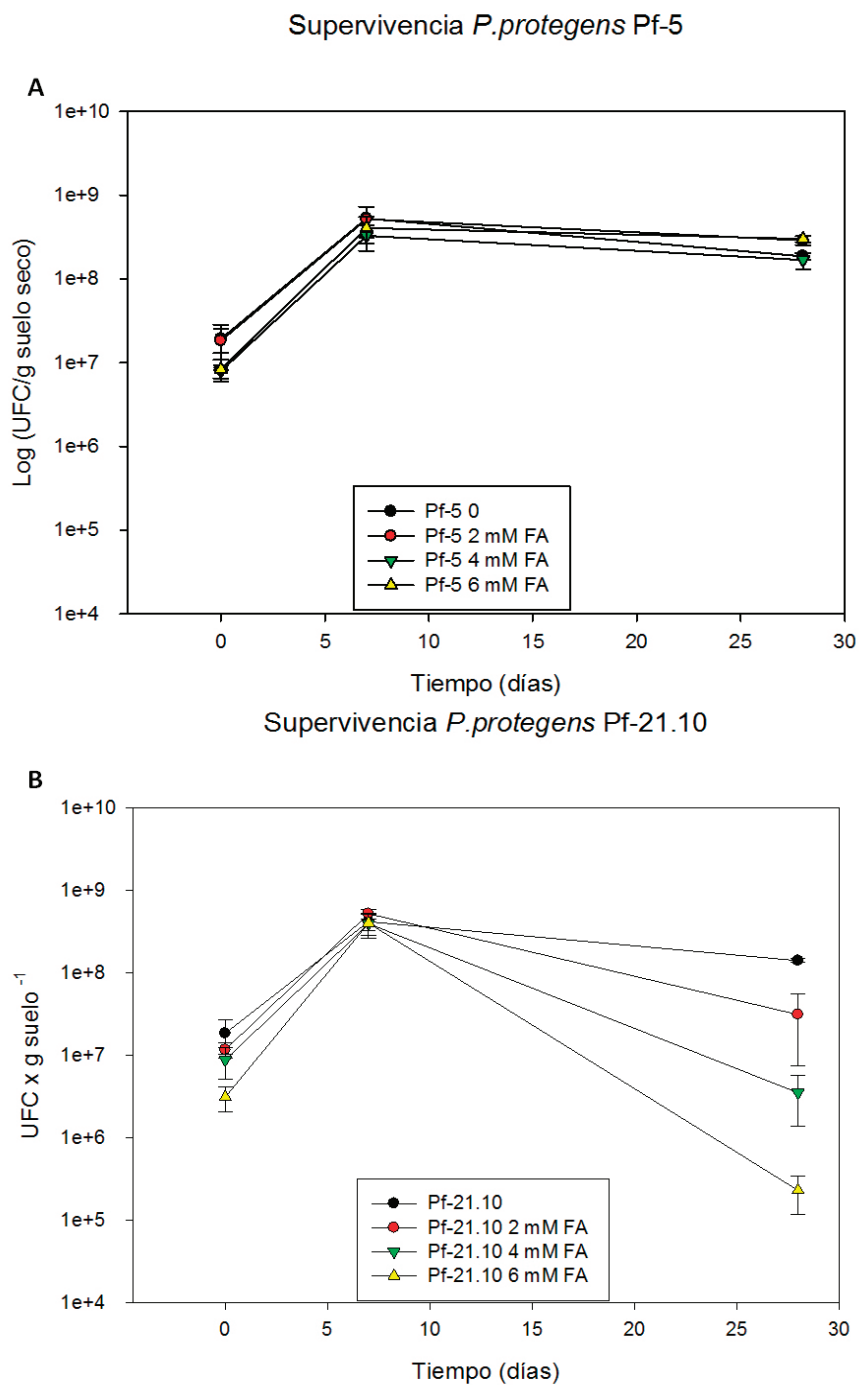 Supervivencia P.protegens Pf-5
A
1e+10
1e+9
1e+8
1e+7
1e+6
1e+5
1e+4
Log (UFC/g suelo seco)
Pf-5 0
Pf-5 2 mM FA
Pf-5 4 mM FA
Pf-5 6 mM FA
0 5 10 15 20 25 30
Tiempo (días)
Supervivencia P.protegens Pf-21.10
B
1e+10
1e+9
1e+8
1e+7
1e+6
1e+5
1e+4
UFC x g suelo -1
Pf-21.10
Pf-21.10 2 mM FA
Pf-21.10 4 mM FA
Pf-21.10 6 mM FA
0 5 10 15 20 25 30
Tiempo (días)